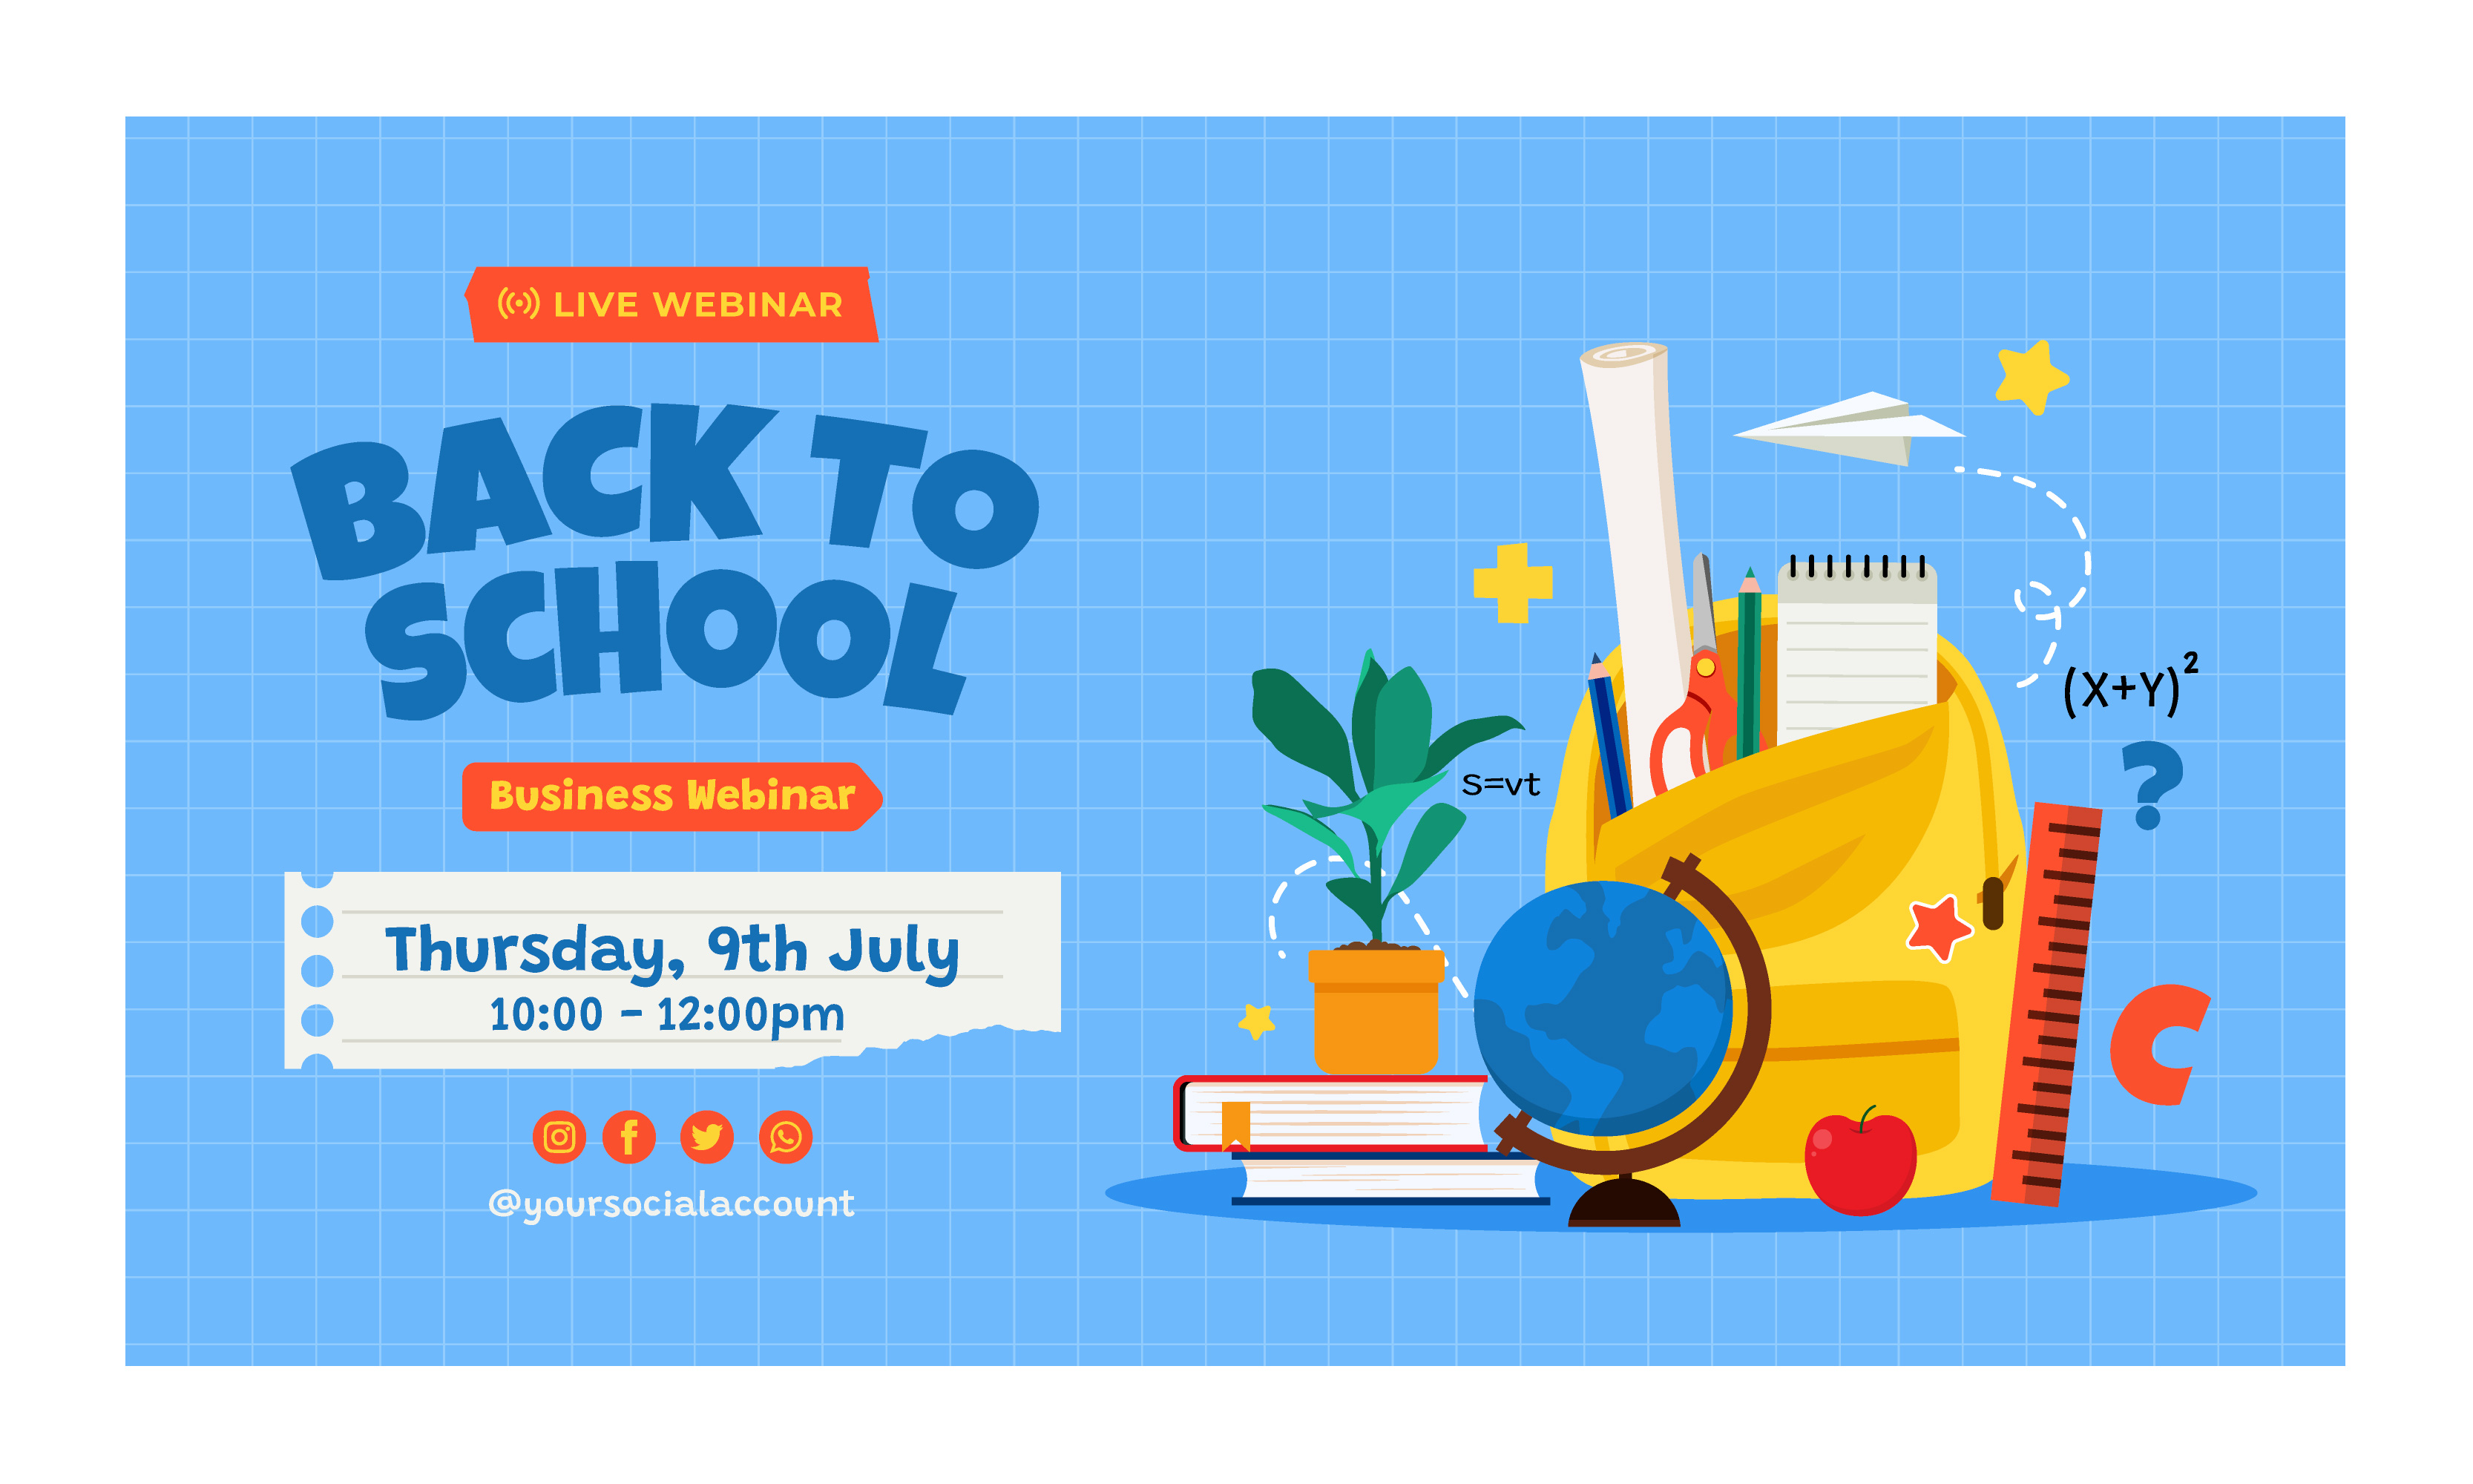 LIVE WEBINAR
BACK TO
SCHOOL
Business Webinar
Thursday, 9th July
10:00 – 12:00pm
@yoursocialaccount
S=vt
(X+Y)²
?
C